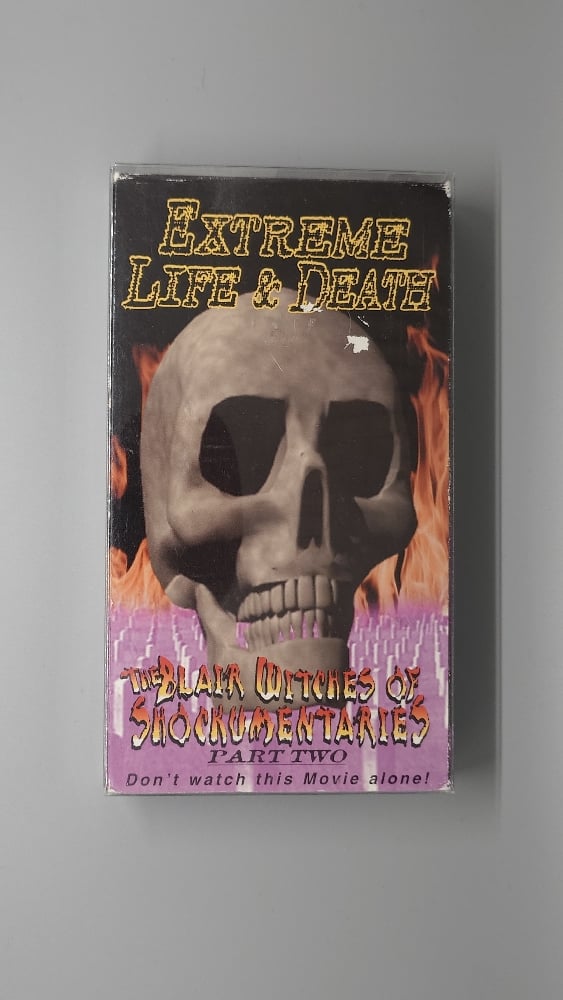 EXTREME
LIFE & DEATH
THE BLAIR WITCHES OF
SHOCKUMENTARIES
PART TWO
Don't watch this Movie alone!